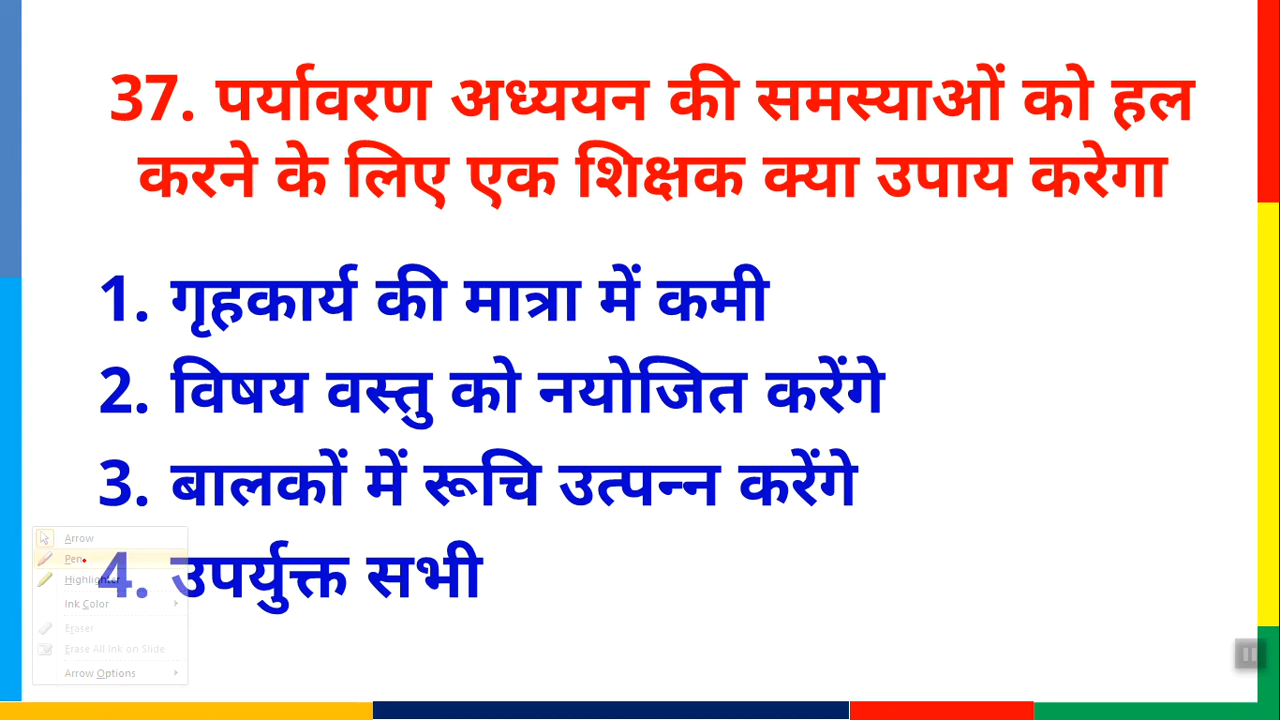 37. पर्यावरण अध्ययन की समस्याओं को हल
करने के लिए एक शिक्षक क्या उपाय करेगा
1. गृहकार्य की मात्रा में कमी
2. विषय वस्तु को नयोजित करेंगे
3. बालकों में रूचि उत्पन्न करेंगे
4. उपर्युक्त सभी
Arrow
Pen
Highlighter
Ink Color
Eraser
Erase All Ink on Slide
Arrow Options